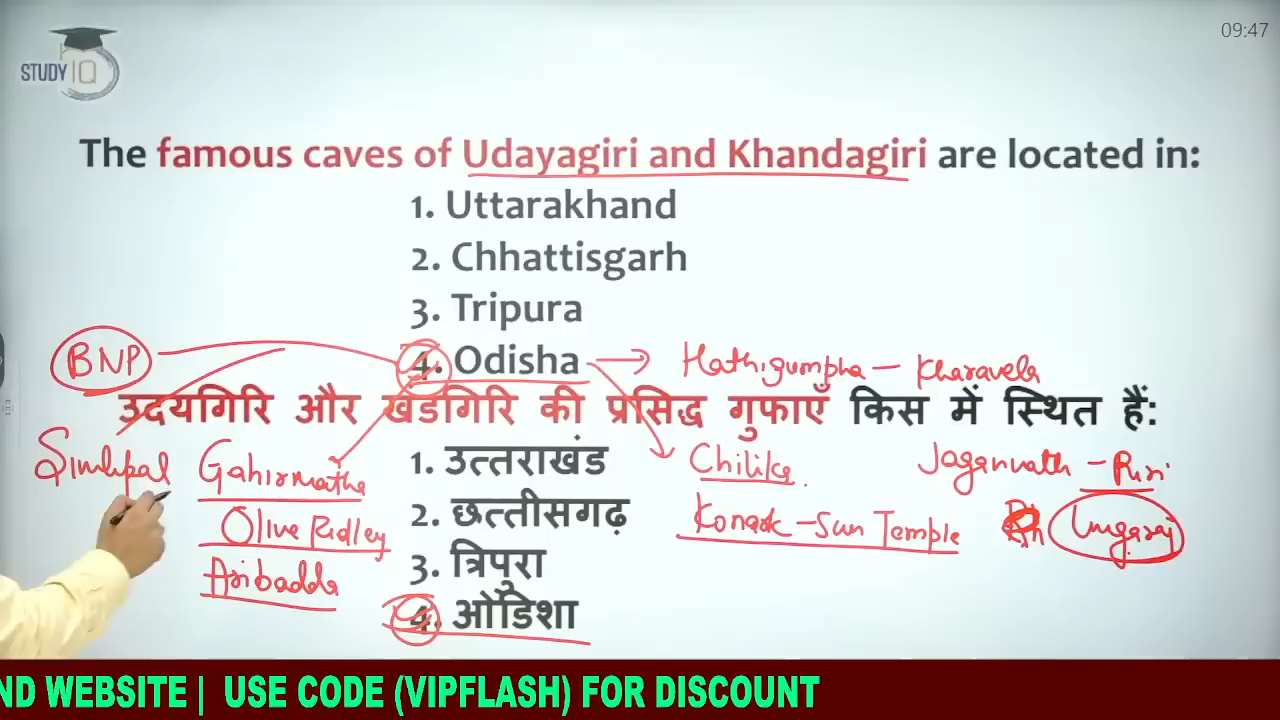 09:47
STUDY IQ
The famous caves of Udayagiri and Khandagiri are located in:
1. Uttarakhand
2. Chhattisgarh
3. Tripura
BNP
4. Odisha → Hathigumpha – Kharavela
उदयगिरि और खंडगिरि की प्रसिद्ध गुफाएँ किस में स्थित हैं:
Simlipal
Gahirmatha
1. उत्तराखंड
Chilika
Jagannath – Puri
Olive Ridley
2. छत्तीसगढ़
Konark – Sun Temple
Lingaraj
Aribadda
3. त्रिपुरा
4. ओडिशा
ND WEBSITE | USE CODE (VIPFLASH) FOR DISCOUNT